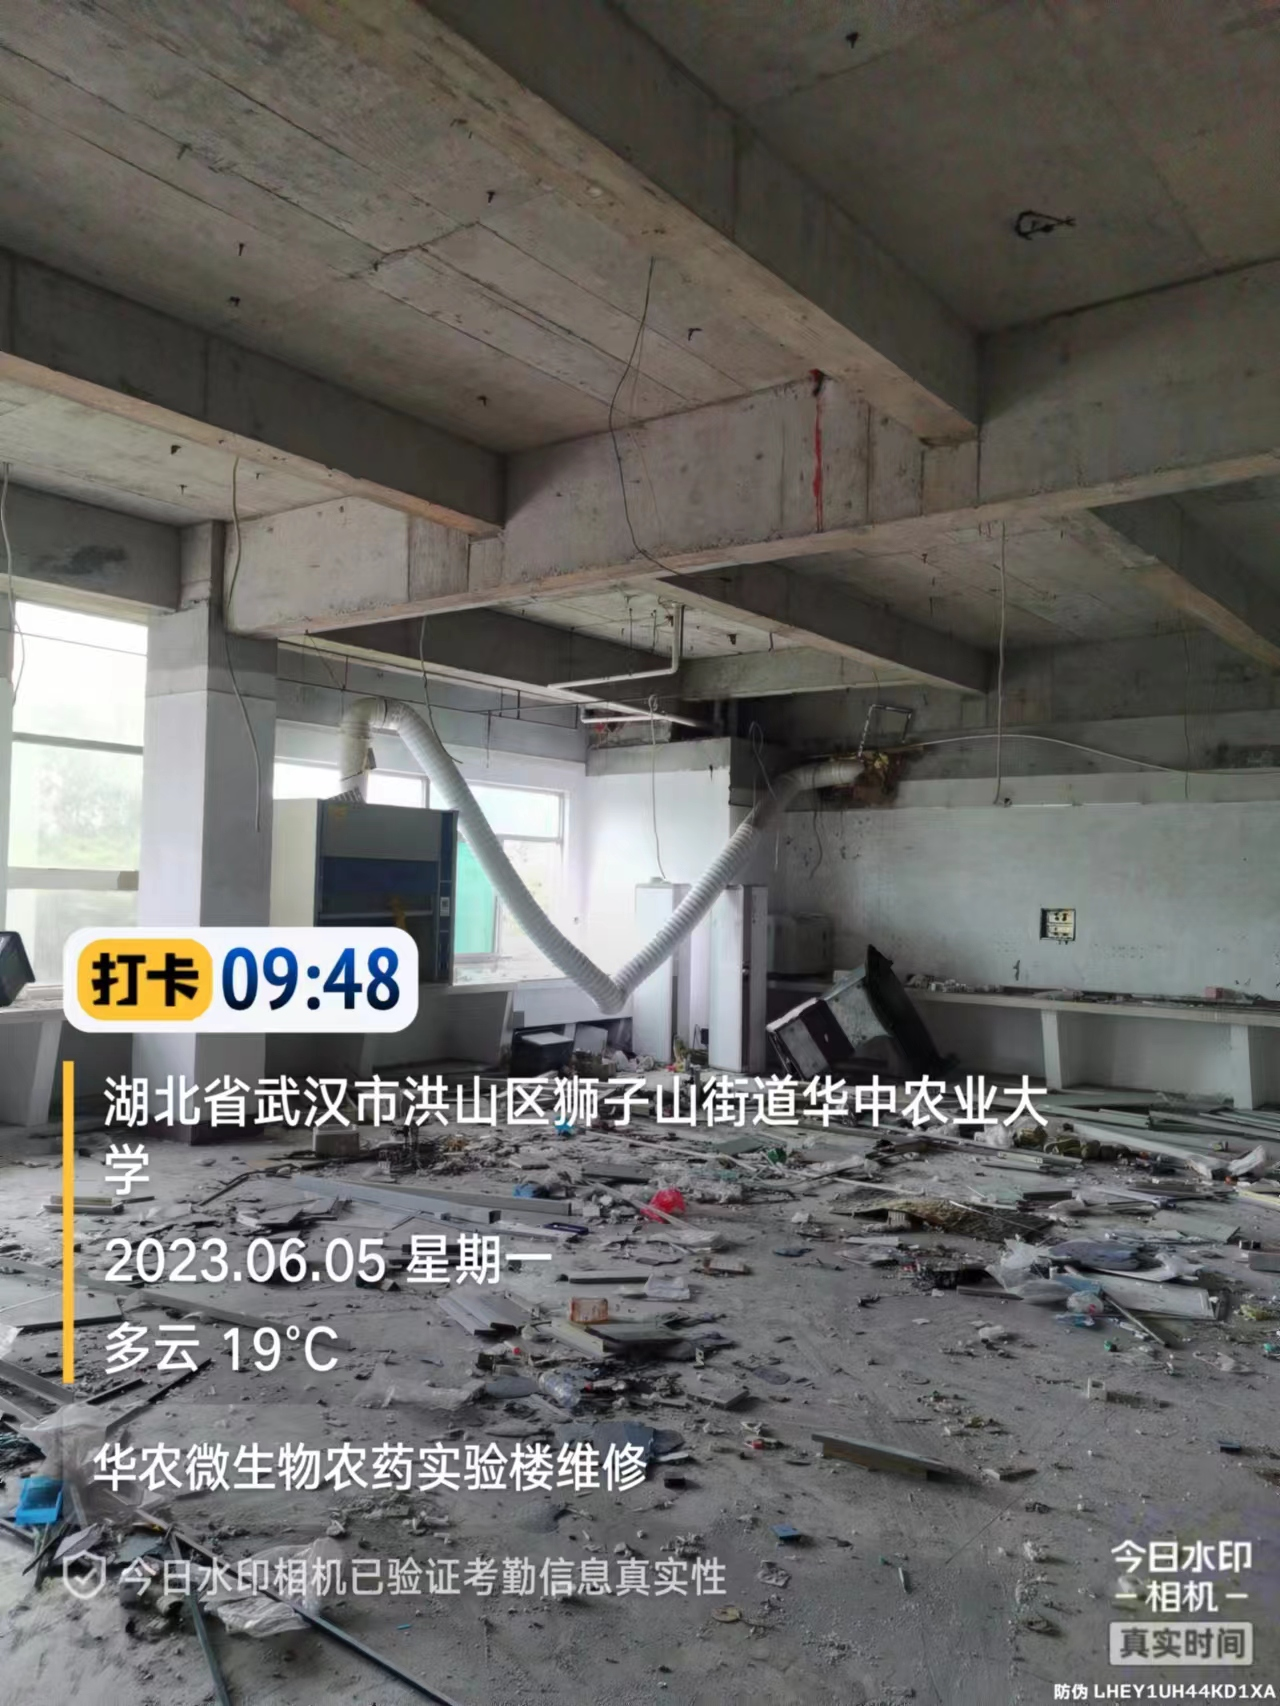 打卡 09:48
湖北省武汉市洪山区狮子山街道华中农业大
学
2023.06.05 星期一
多云 19°C
华农微生物农药实验楼维修
今日水印相机已验证考勤信息真实性
今日水印
-相机-
真实时间
防伪 LHEY1UH44KD1XA